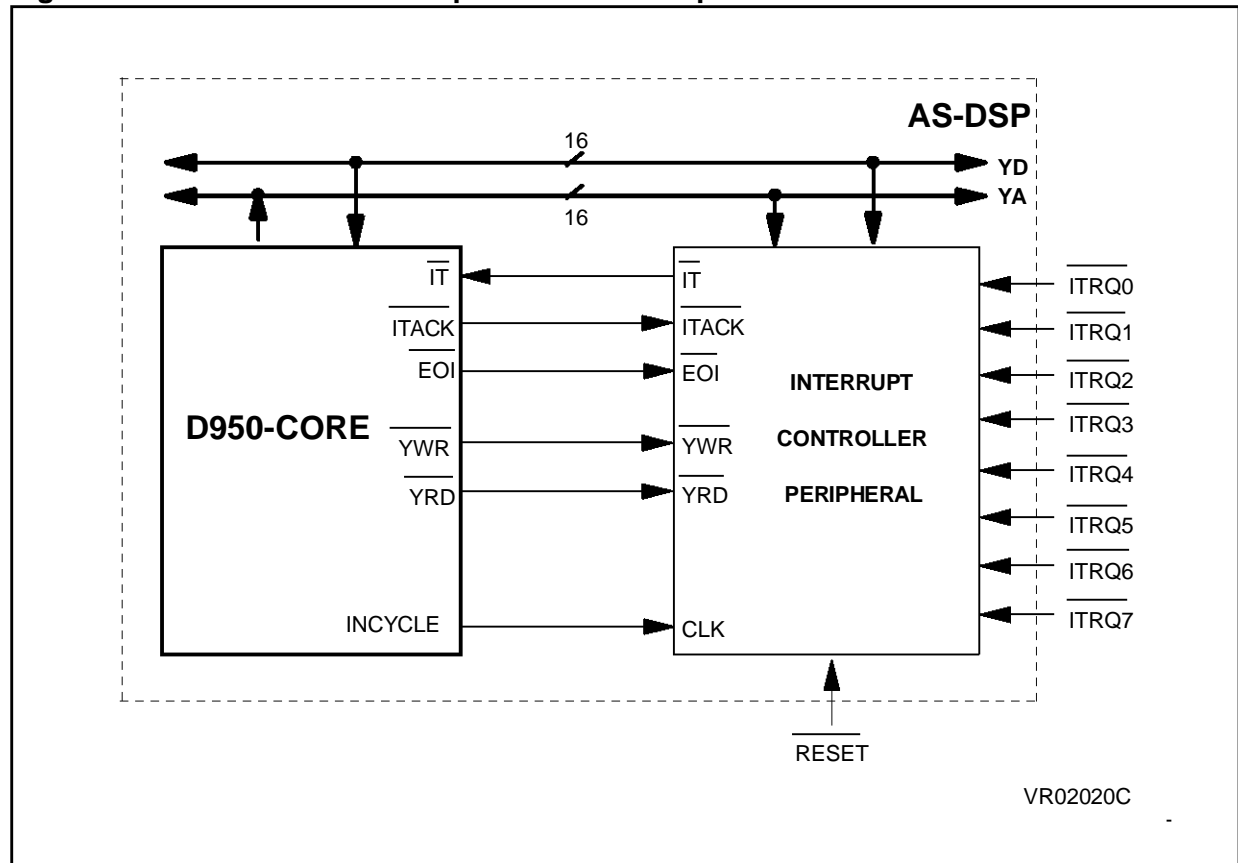 AS-DSP
16
YD
YA
16
IT
IT
ITRQ0
ITACK
ITACK
ITRQ1
EOI
EOI
INTERRUPT
ITRQ2
D950-CORE
CONTROLLER
ITRQ3
YWR
YWR
ITRQ4
YRD
YRD
PERIPHERAL
ITRQ5
ITRQ6
INCYCLE
CLK
ITRQ7
RESET
VR02020C
-